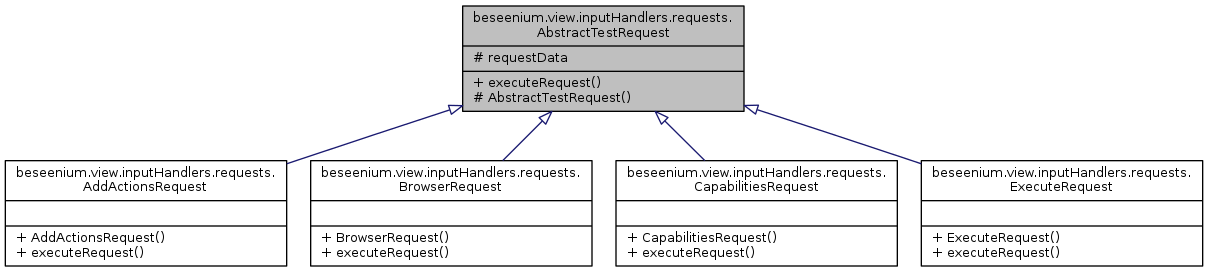 beseenium.view.inputHandlers.requests.
AbstractTestRequest
# requestData
+ executeRequest()
# AbstractTestRequest()
beseenium.view.inputHandlers.requests.
AddActionsRequest
+ AddActionsRequest()
+ executeRequest()
beseenium.view.inputHandlers.requests.
BrowserRequest
+ BrowserRequest()
+ executeRequest()
beseenium.view.inputHandlers.requests.
CapabilitiesRequest
+ CapabilitiesRequest()
+ executeRequest()
beseenium.view.inputHandlers.requests.
ExecuteRequest
+ ExecuteRequest()
+ executeRequest()